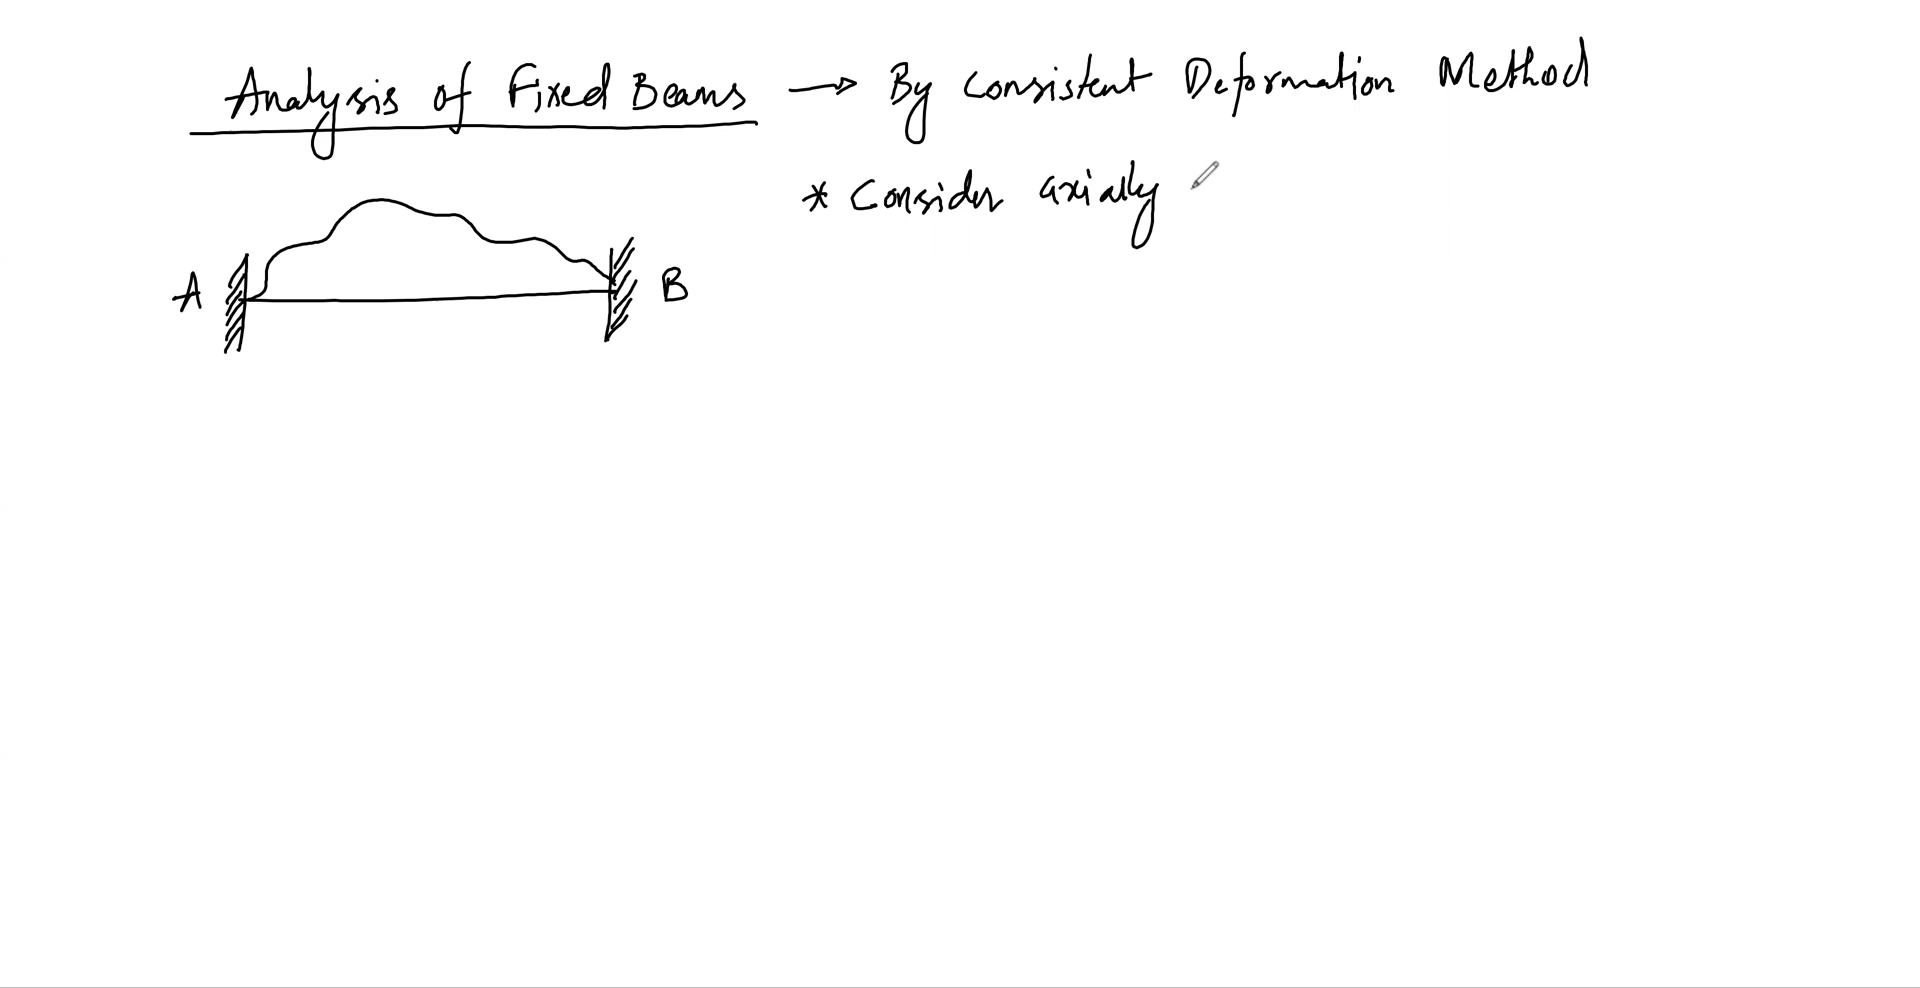 Analysis of Fixed Beams → By Consistent Deformation Method
* Consider axially
A
B